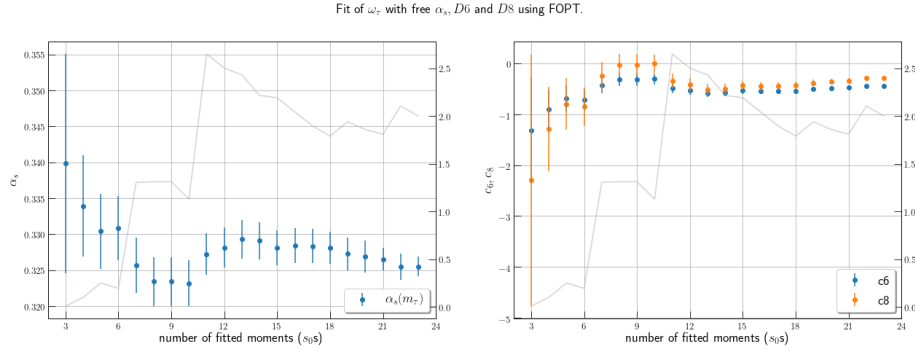 Fit of ω_τ with free α_s, D6 and D8 using FOPT.
0.355
0.350
0.345
0.340
0.335
0.330
0.325
0.320
α_s
3 6 9 12 15 18 21 24
number of fitted moments (s_0s)
2.5
2.0
1.5
1.0
0.5
0.0
α_s(m_τ)
0
−1
−2
−3
−4
−5
c_6, c_8
3 6 9 12 15 18 21 24
number of fitted moments (s_0s)
2.5
2.0
1.5
1.0
0.5
0.0
c6
c8